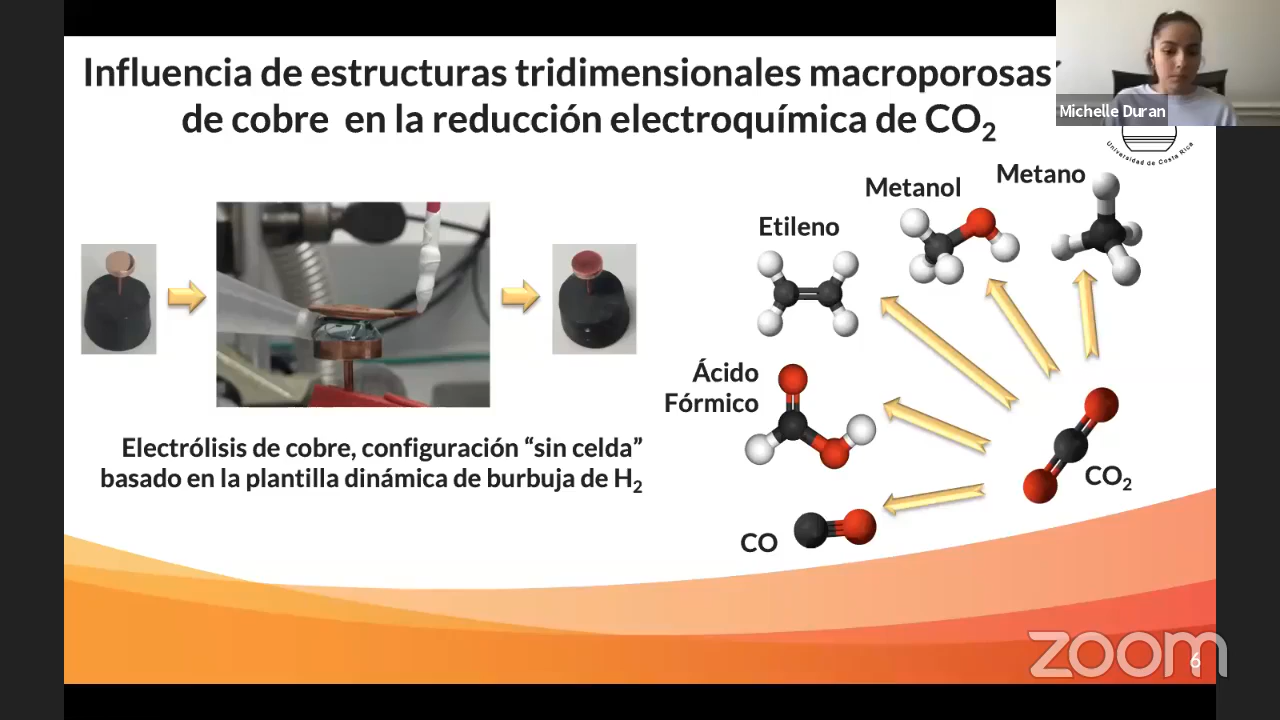 Influencia de estructuras tridimensionales macroporosas
de cobre en la reducción electroquímica de CO₂
Michelle Duran
Universidad de Costa Rica
Metano
Metanol
Etileno
Ácido
Fórmico
Electrólisis de cobre, configuración “sin celda”
basado en la plantilla dinámica de burbuja de H₂
CO₂
CO
zoom
6